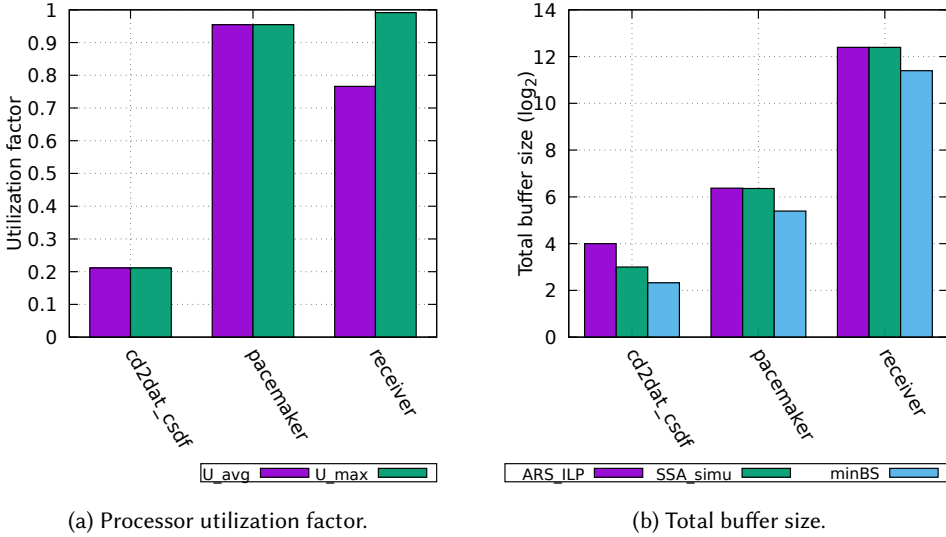 1
0.9
0.8
0.7
0.6
0.5
0.4
0.3
0.2
0.1
0
Utilization factor
cd2dat_csdf
pacemaker
receiver
U_avg U_max
(a) Processor utilization factor.
14
12
10
8
6
4
2
0
Total buffer size (log₂)
cd2dat_csdf
pacemaker
receiver
ARS_ILP SSA_simu minBS
(b) Total buffer size.